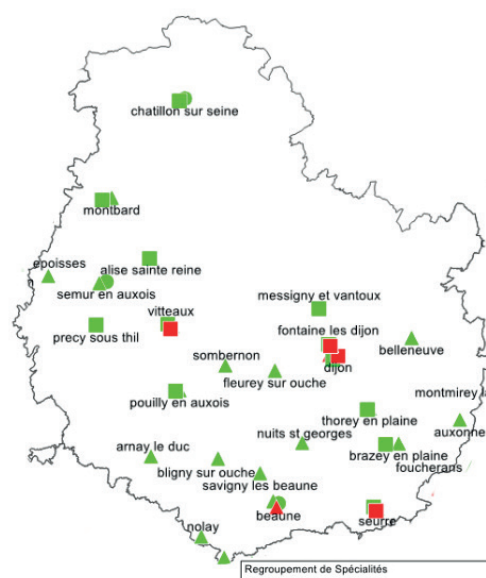 chatillon sur seine
montbard
epoisses
alise sainte reine
semur en auxois
messigny et vantoux
vitteaux
precy sous thil
fontaine les dijon
belleneuve
sombernon
dijon
fleurey sur ouche
pouilly en auxois
montmirey la
thorey en plaine
auxonne
nuits st georges
arnay le duc
brazey en plaine
bligny sur ouche
foucherans
savigny les beaune
beaune
seurre
nolay
Regroupement de Spécialités